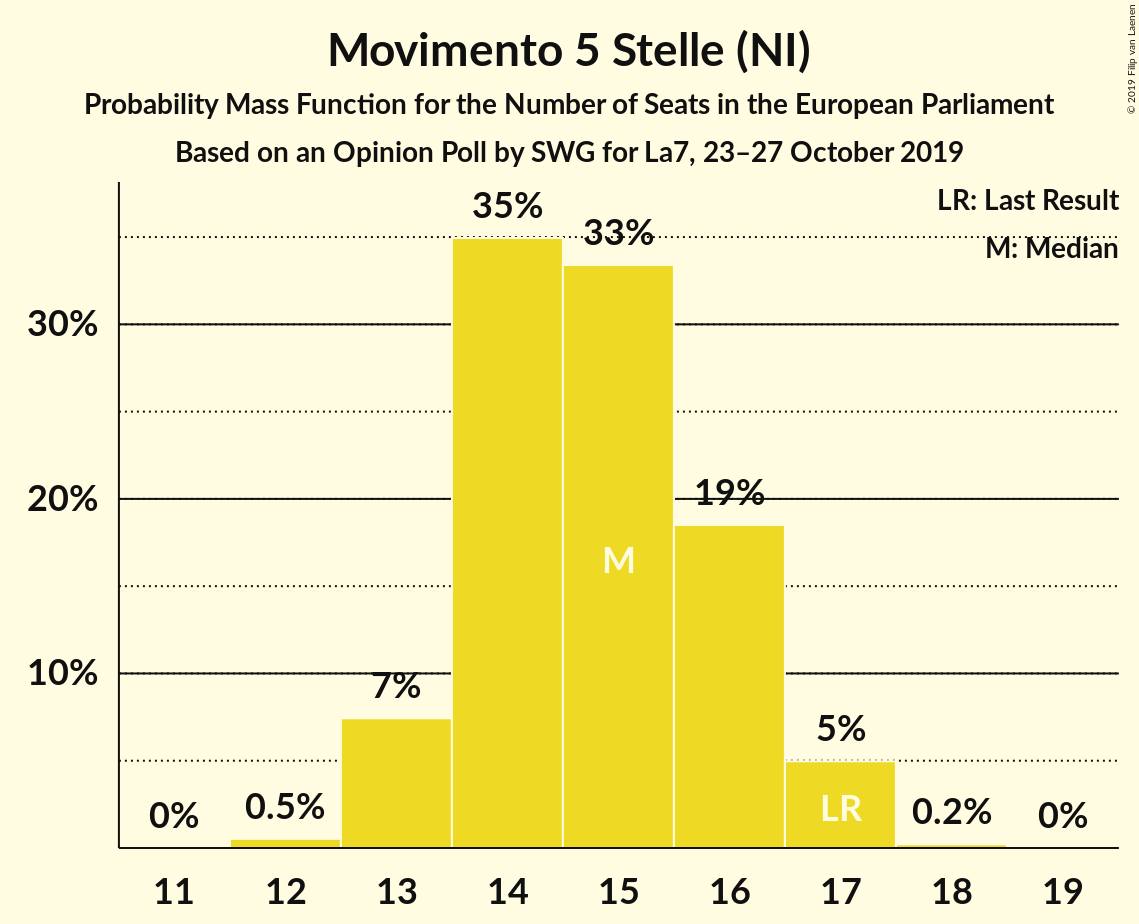 Movimento 5 Stelle (NI)
Probability Mass Function for the Number of Seats in the European Parliament
Based on an Opinion Poll by SWG for La7, 23–27 October 2019
© 2019 Filip van Laenen
LR: Last Result
M: Median
35%
33%
30%
20%
19%
M
10%
7%
5%
LR
0%
0.5%
0.2%
0%
11 12 13 14 15 16 17 18 19